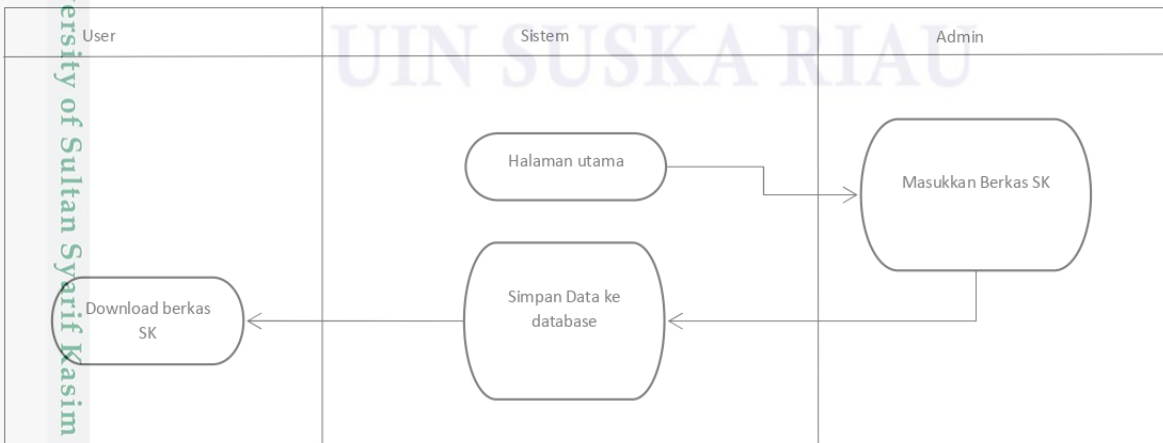 User
Sistem
Admin
UIN SUSKA RIAU
Halaman utama
Masukkan Berkas SK
Simpan Data ke
database
Download berkas
SK
ersity of Sultan Syarif Kasim